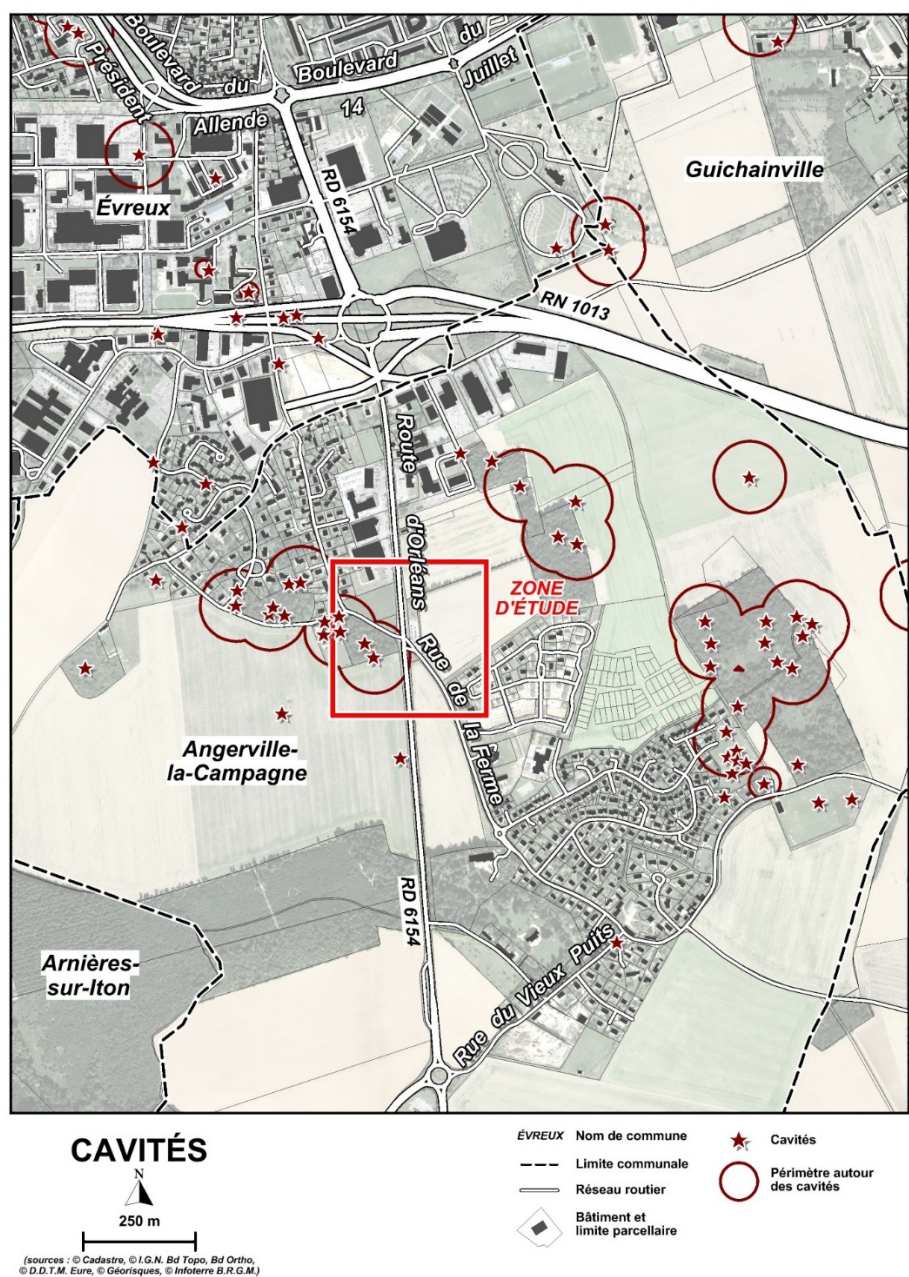 Président
Boulevard
du
Boulevard
du
14
Juillet
Allende
RD 6154
Évreux
Guichainville
RN 1013
Route
d'Orléans
ZONE
D'ÉTUDE
Rue de la Ferme
Angerville-
la-Campagne
RD 6154
Arnières-
sur-Iton
Rue du Vieux Puits
CAVITÉS
N
250 m
(sources : © Cadastre, © I.G.N. Bd Topo, Bd Ortho,
© D.D.T.M. Eure, © Géorisques, © Infoterre B.R.G.M.)
ÉVREUX Nom de commune
Limite communale
Réseau routier
Bâtiment et
limite parcellaire
Cavités
Périmètre autour
des cavités